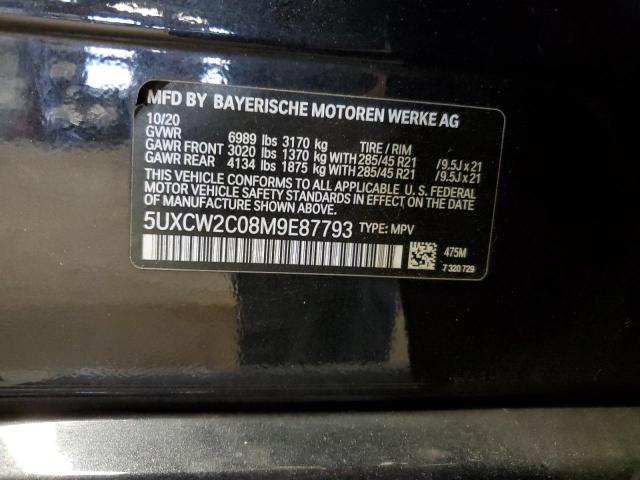 MFD BY BAYERISCHE MOTOREN WERKE AG
10/20
GVWR 6989 lbs 3170 kg TIRE / RIM
GAWR FRONT 3020 lbs 1370 kg WITH 285/45 R21 /9.5J x 21
GAWR REAR 4134 lbs 1875 kg WITH 285/45 R21 /9.5J x 21
THIS VEHICLE CONFORMS TO ALL APPLICABLE U. S. FEDERAL
MOTOR VEHICLE SAFETY STANDARDS IN EFFECT ON THE DATE
OF MANUFACTURE SHOWN ABOVE.
5UXCW2C08M9E87793 TYPE: MPV
475M
7 320 729